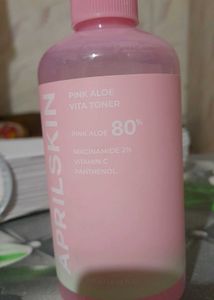 PINK ALOE
VITA TONER
PINK ALOE 80%
NIACINAMIDE 2%
VITAMIN C
PANTHENOL
APRILSKIN